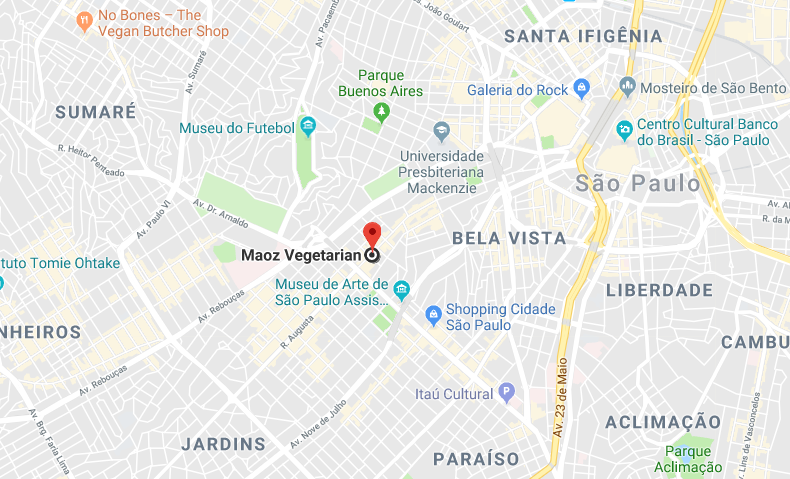 No Bones – The
Vegan Butcher Shop
Av. Pacaem
João Goulart
SANTA IFIGÊNIA
Av. Sumaré
Parque
Buenos Aires
Galeria do Rock
Mosteiro de São Bento
SUMARÉ
Museu do Futebol
Centro Cultural Banco
do Brasil - São Paulo
R. Heitor Penteado
Universidade
Presbiteriana
Mackenzie
São Paulo
Av. Paulo VI
Av. Dr. Arnaldo
Av. Al
R. da M
BELA VISTA
Maoz Vegetarian
tuto Tomie Ohtake
Museu de Arte de
São Paulo Assis...
LIBERDADE
Av. Rebouças
Shopping Cidade
São Paulo
NHEIROS
R. Augusta
CAMBU
Av. Rebouças
Itaú Cultural
Av. 23 de Maio
Av. Nove de Julho
Av. Brg. Faria Lima
ACLIMAÇÃO
Av. Lins de Vasconcelos
JARDINS
PARAÍSO
Parque
Aclimação